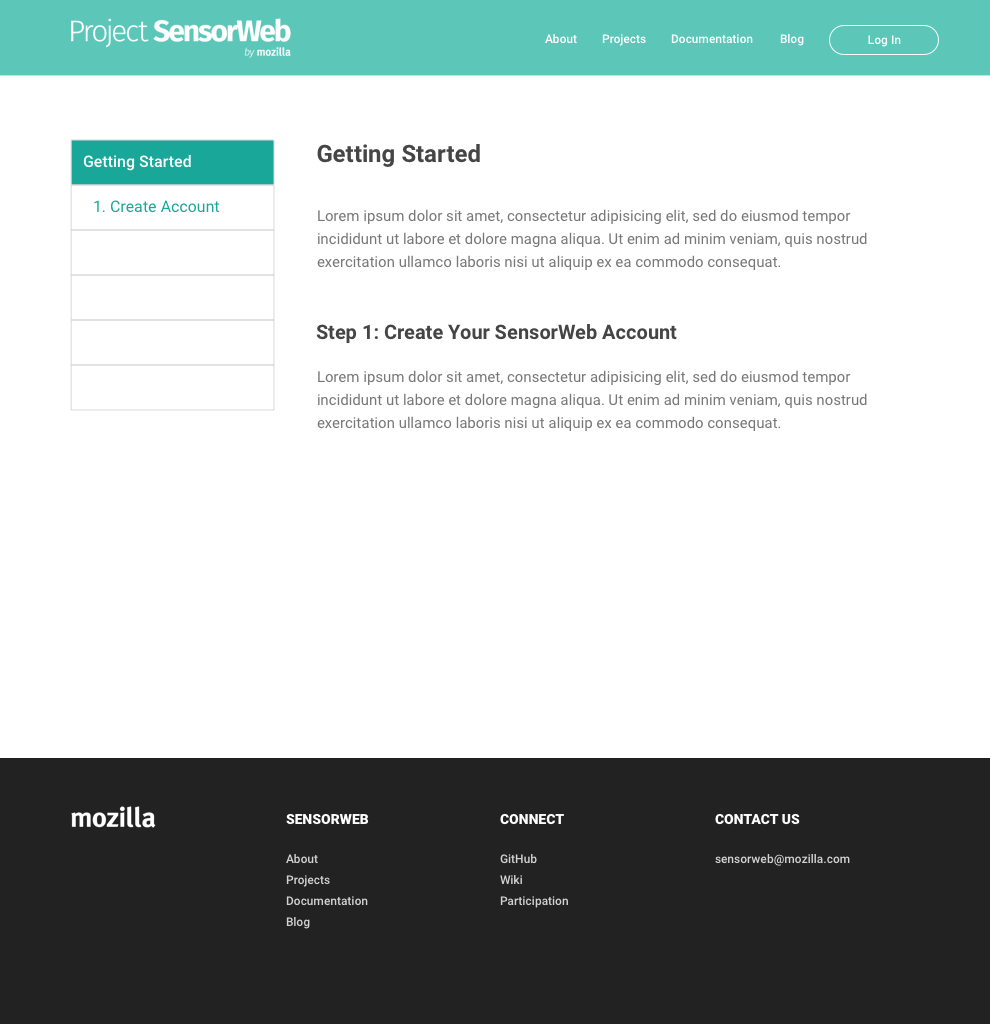 Project SensorWeb
by mozilla
About Projects Documentation Blog Log In
Getting Started
1. Create Account
Getting Started
Lorem ipsum dolor sit amet, consectetur adipisicing elit, sed do eiusmod tempor
incididunt ut labore et dolore magna aliqua. Ut enim ad minim veniam, quis nostrud
exercitation ullamco laboris nisi ut aliquip ex ea commodo consequat.
Step 1: Create Your SensorWeb Account
Lorem ipsum dolor sit amet, consectetur adipisicing elit, sed do eiusmod tempor
incididunt ut labore et dolore magna aliqua. Ut enim ad minim veniam, quis nostrud
exercitation ullamco laboris nisi ut aliquip ex ea commodo consequat.
mozilla
SENSORWEB
About
Projects
Documentation
Blog
CONNECT
GitHub
Wiki
Participation
CONTACT US
sensorweb@mozilla.com